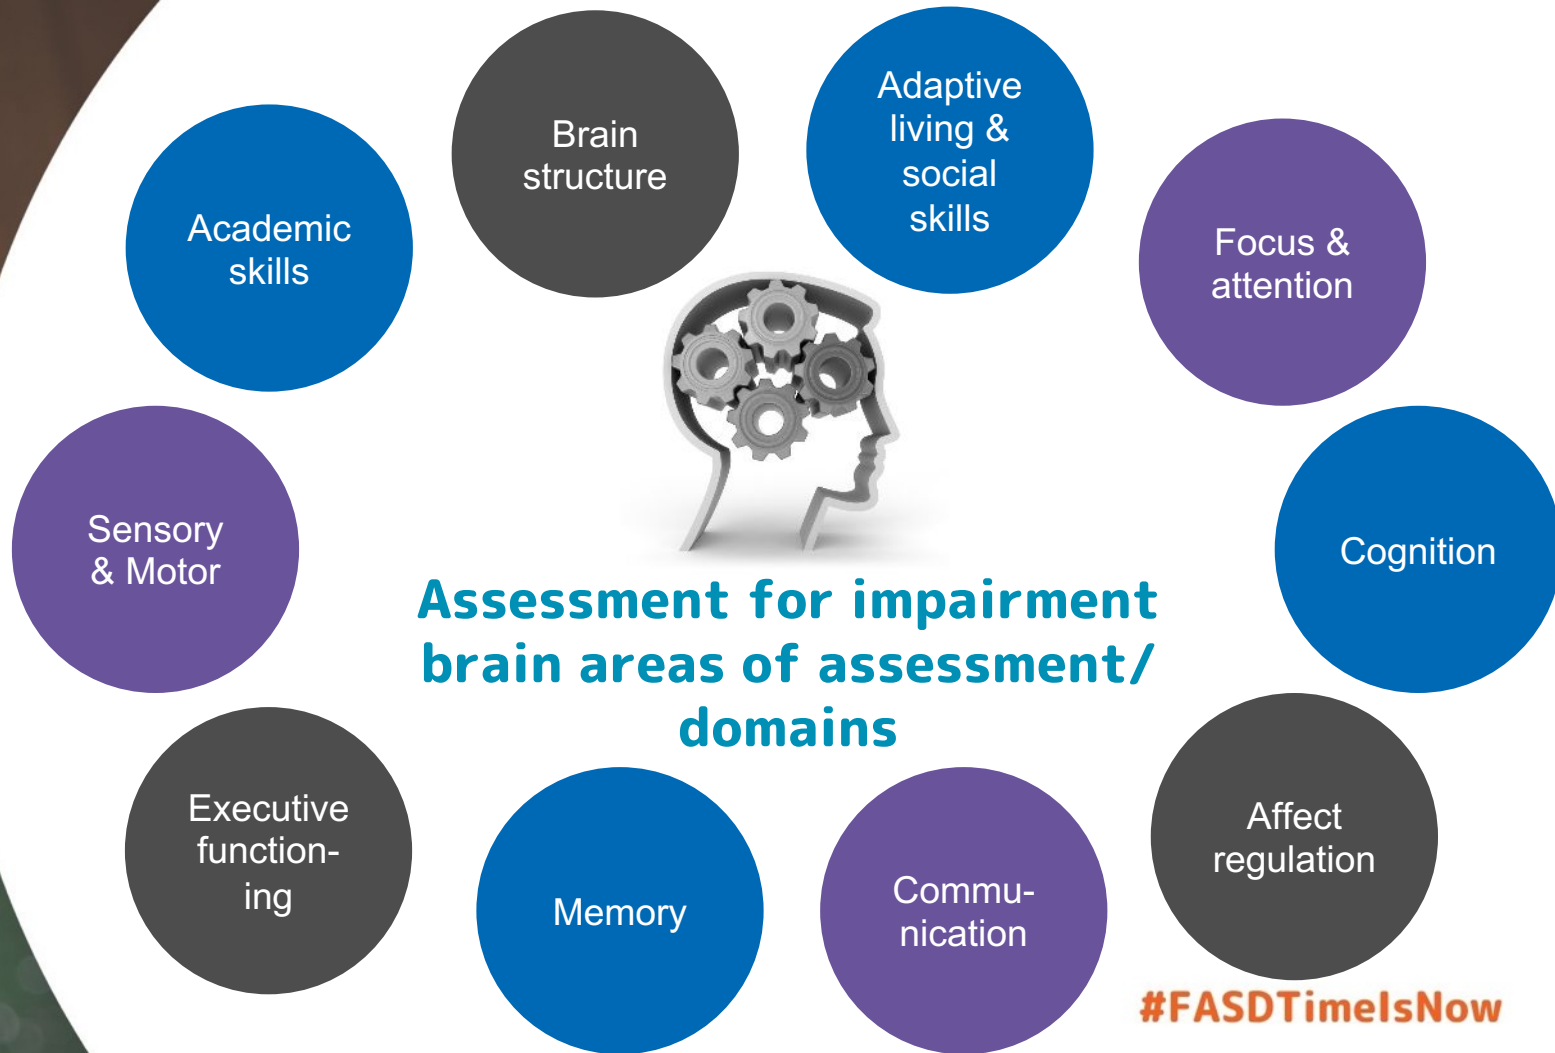 Brain
structure
Adaptive
living &
social
skills
Focus &
attention
Cognition
Affect
regulation
Commu-
nication
Memory
Executive
function-
ing
Sensory
& Motor
Academic
skills
Assessment for impairment
brain areas of assessment/
domains
#FASDTimeIsNow